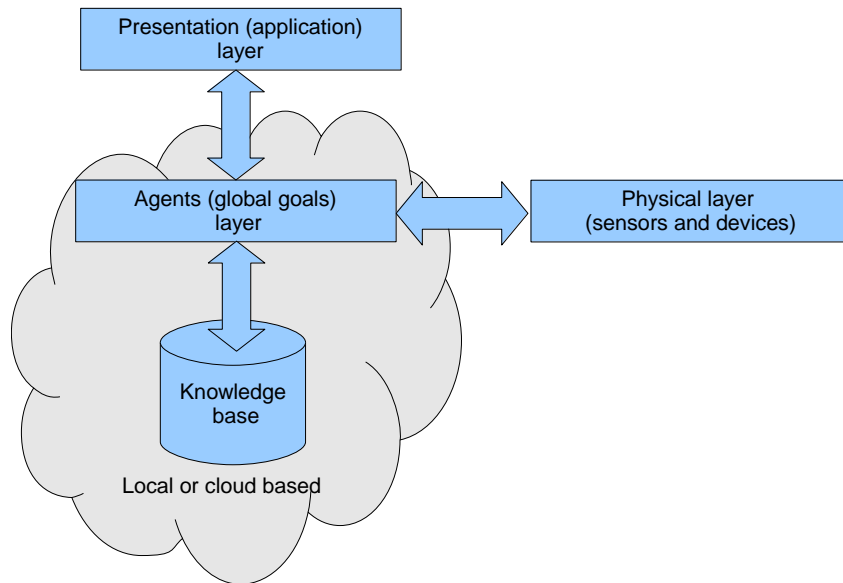 Presentation (application)
layer
Agents (global goals)
layer
Physical layer
(sensors and devices)
Knowledge
base
Local or cloud based